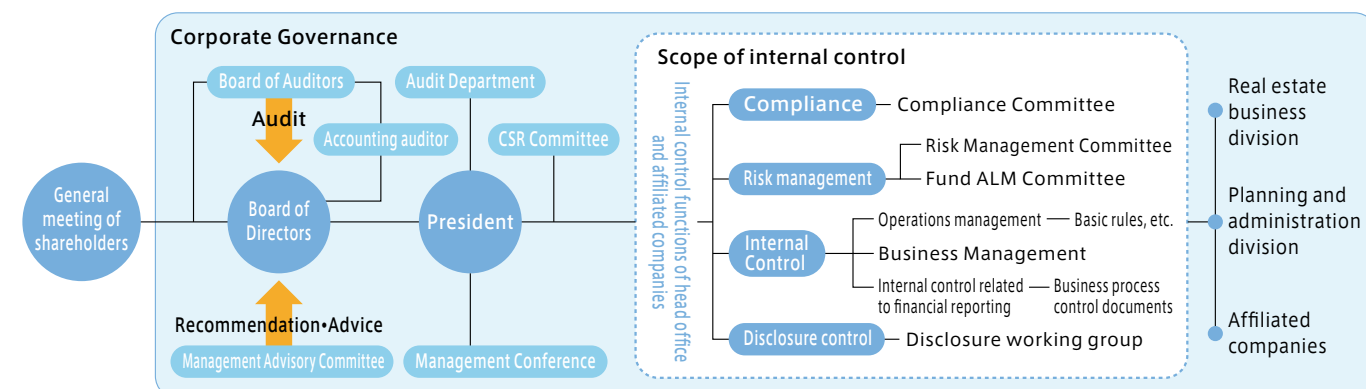 Corporate Governance
Board of Auditors
Audit
Accounting auditor
General
meeting of
shareholders
Board of
Directors
Recommendation•Advice
Management Advisory Committee
Audit Department
CSR Committee
President
Management Conference
Scope of internal control
Internal control functions of head office
and affiliated companies
Compliance
Compliance Committee
Risk management
Risk Management Committee
Fund ALM Committee
Internal
Control
Operations management
Basic rules, etc.
Business Management
Internal control related
to financial reporting
Business process
control documents
Disclosure control
Disclosure working group
Real estate
business
division
Planning and
administration
division
Affiliated
companies